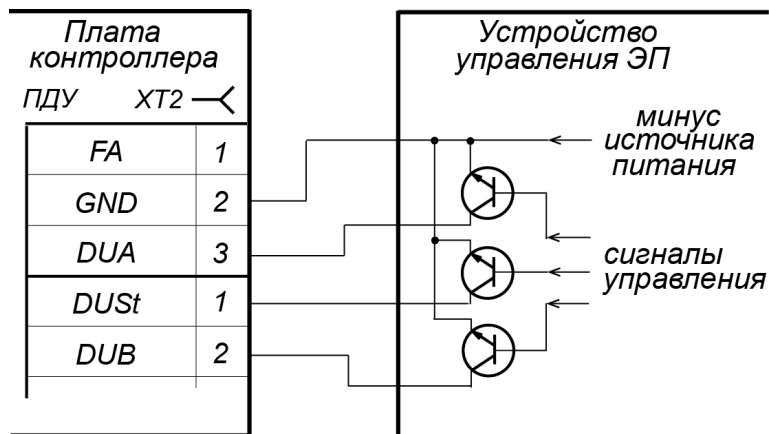 Плата
контроллера
ПДУ XT2
FA 1
GND 2
DUA 3
DUSt 1
DUB 2
Устройство
управления ЭП
минус
источника
питания
сигналы
управления